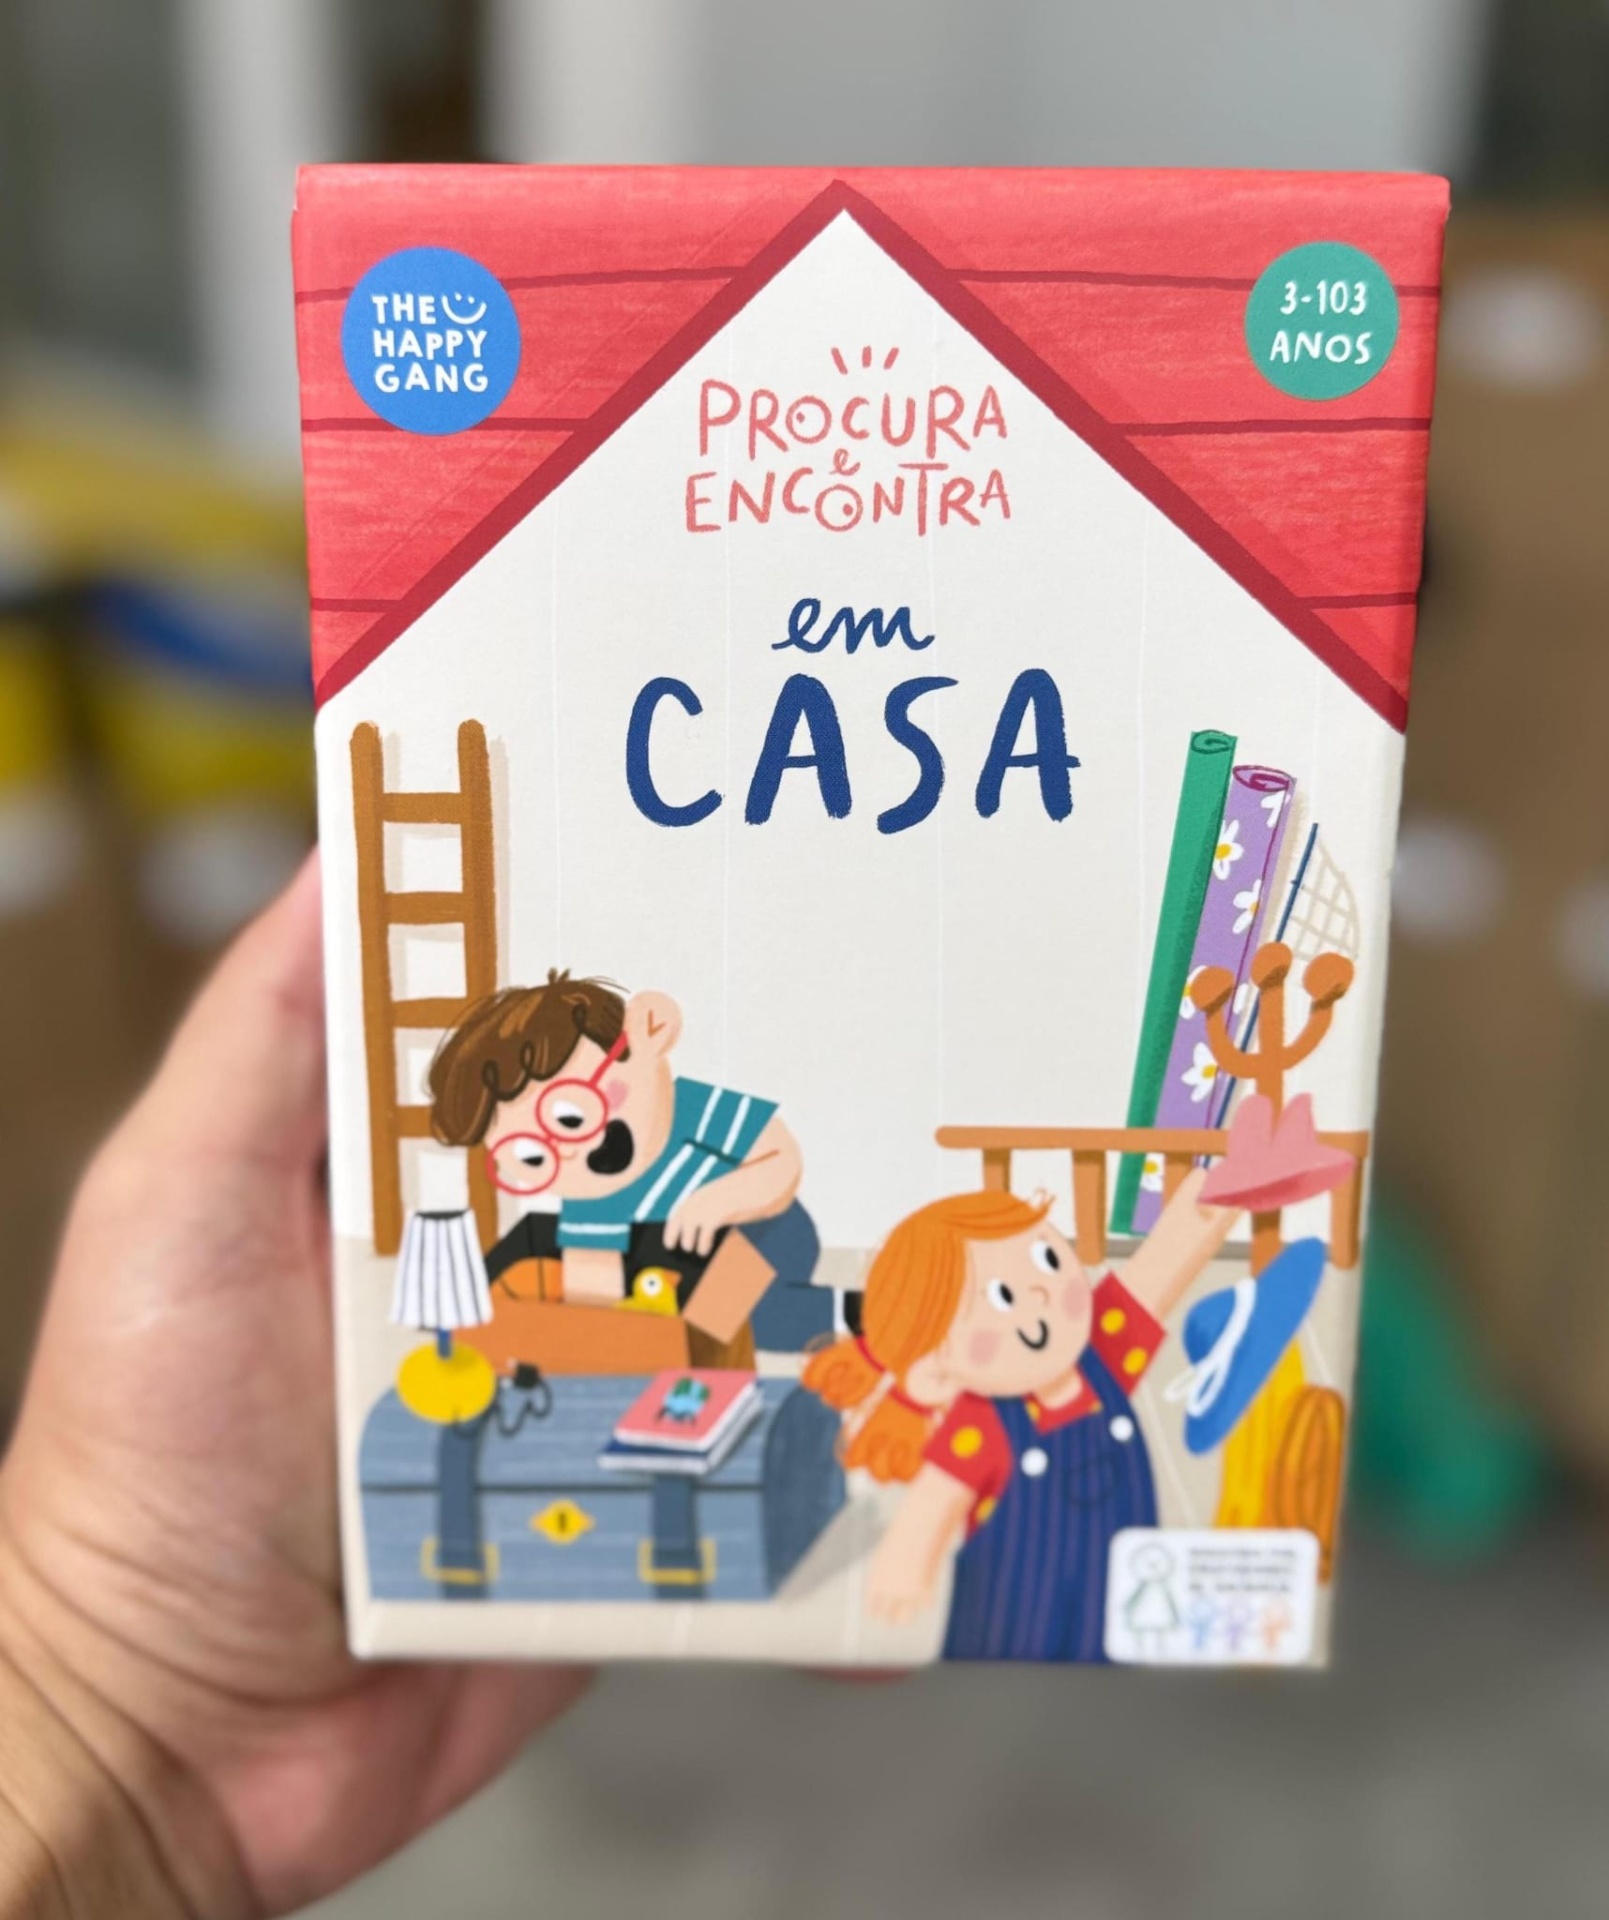 THE
HAPPY
GANG
3-103
ANOS
PROCURA
e
ENCONTRA
em
CASA